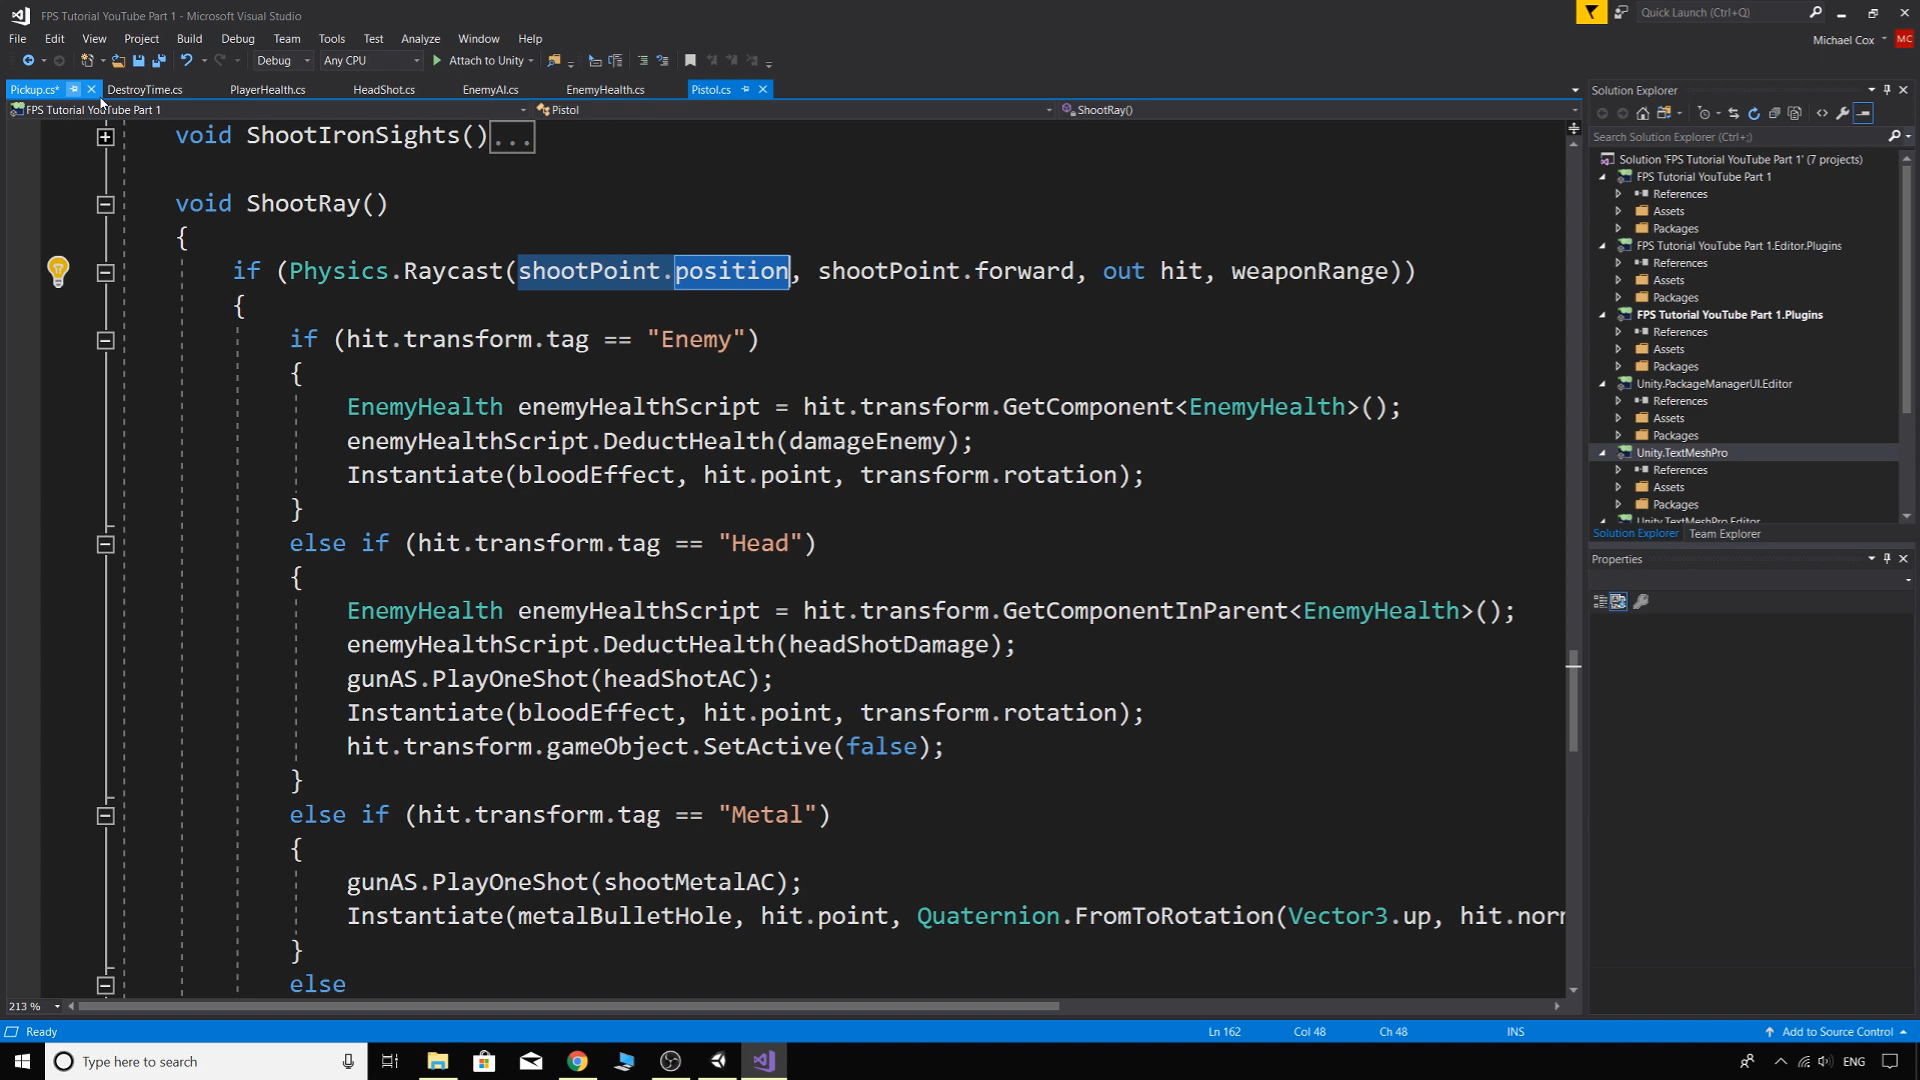 FPS Tutorial YouTube Part 1 - Microsoft Visual Studio
Quick Launch (Ctrl+Q)
File Edit View Project Build Debug Team Tools Test Analyze Window Help
Michael Cox MC
Debug Any CPU Attach to Unity
Pickup.cs* DestroyTime.cs PlayerHealth.cs HeadShot.cs EnemyAI.cs EnemyHealth.cs Pistol.cs
FPS Tutorial YouTube Part 1 Pistol ShootRay()
void ShootIronSights()...
void ShootRay()
{
if (Physics.Raycast(shootPoint.position, shootPoint.forward, out hit, weaponRange))
{
if (hit.transform.tag == "Enemy")
{
EnemyHealth enemyHealthScript = hit.transform.GetComponent<EnemyHealth>();
enemyHealthScript.DeductHealth(damageEnemy);
Instantiate(bloodEffect, hit.point, transform.rotation);
}
else if (hit.transform.tag == "Head")
{
EnemyHealth enemyHealthScript = hit.transform.GetComponentInParent<EnemyHealth>();
enemyHealthScript.DeductHealth(headShotDamage);
gunAS.PlayOneShot(headShotAC);
Instantiate(bloodEffect, hit.point, transform.rotation);
hit.transform.gameObject.SetActive(false);
}
else if (hit.transform.tag == "Metal")
{
gunAS.PlayOneShot(shootMetalAC);
Instantiate(metalBulletHole, hit.point, Quaternion.FromToRotation(Vector3.up, hit.norm
}
else
213 %
Solution Explorer
Search Solution Explorer (Ctrl+;)
Solution 'FPS Tutorial YouTube Part 1' (7 projects)
FPS Tutorial YouTube Part 1
References
Assets
Packages
FPS Tutorial YouTube Part 1.Editor.Plugins
References
Assets
Packages
FPS Tutorial YouTube Part 1.Plugins
References
Assets
Packages
Unity.PackageManagerUI.Editor
References
Assets
Packages
Unity.TextMeshPro
References
Assets
Packages
Unity.TextMeshPro.Editor
Solution Explorer Team Explorer
Properties
Ready Ln 162 Col 48 Ch 48 INS Add to Source Control
Type here to search
ENG